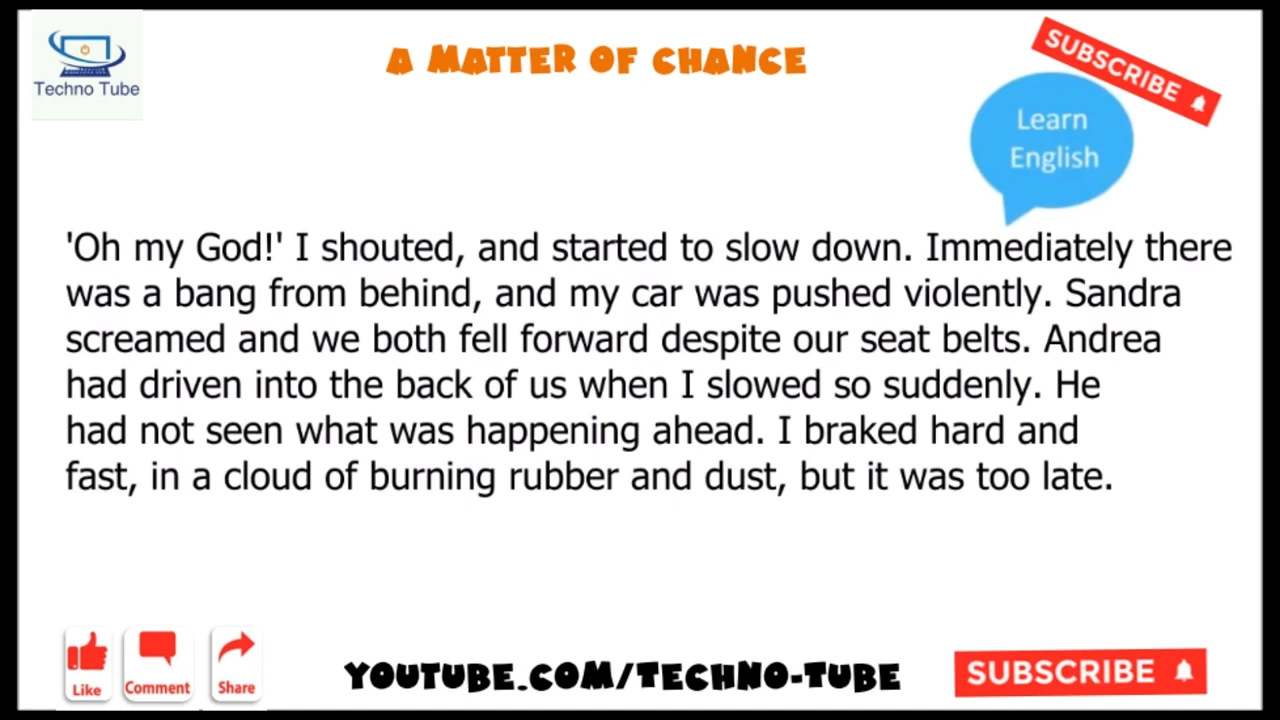 A MATTER OF CHANCE
SUBSCRIBE
Techno Tube
Learn
English
'Oh my God!' I shouted, and started to slow down. Immediately there
was a bang from behind, and my car was pushed violently. Sandra
screamed and we both fell forward despite our seat belts. Andrea
had driven into the back of us when I slowed so suddenly. He
had not seen what was happening ahead. I braked hard and
fast, in a cloud of burning rubber and dust, but it was too late.
Like
Comment
Share
YOUTUBE.COM/TECHNO-TUBE
SUBSCRIBE